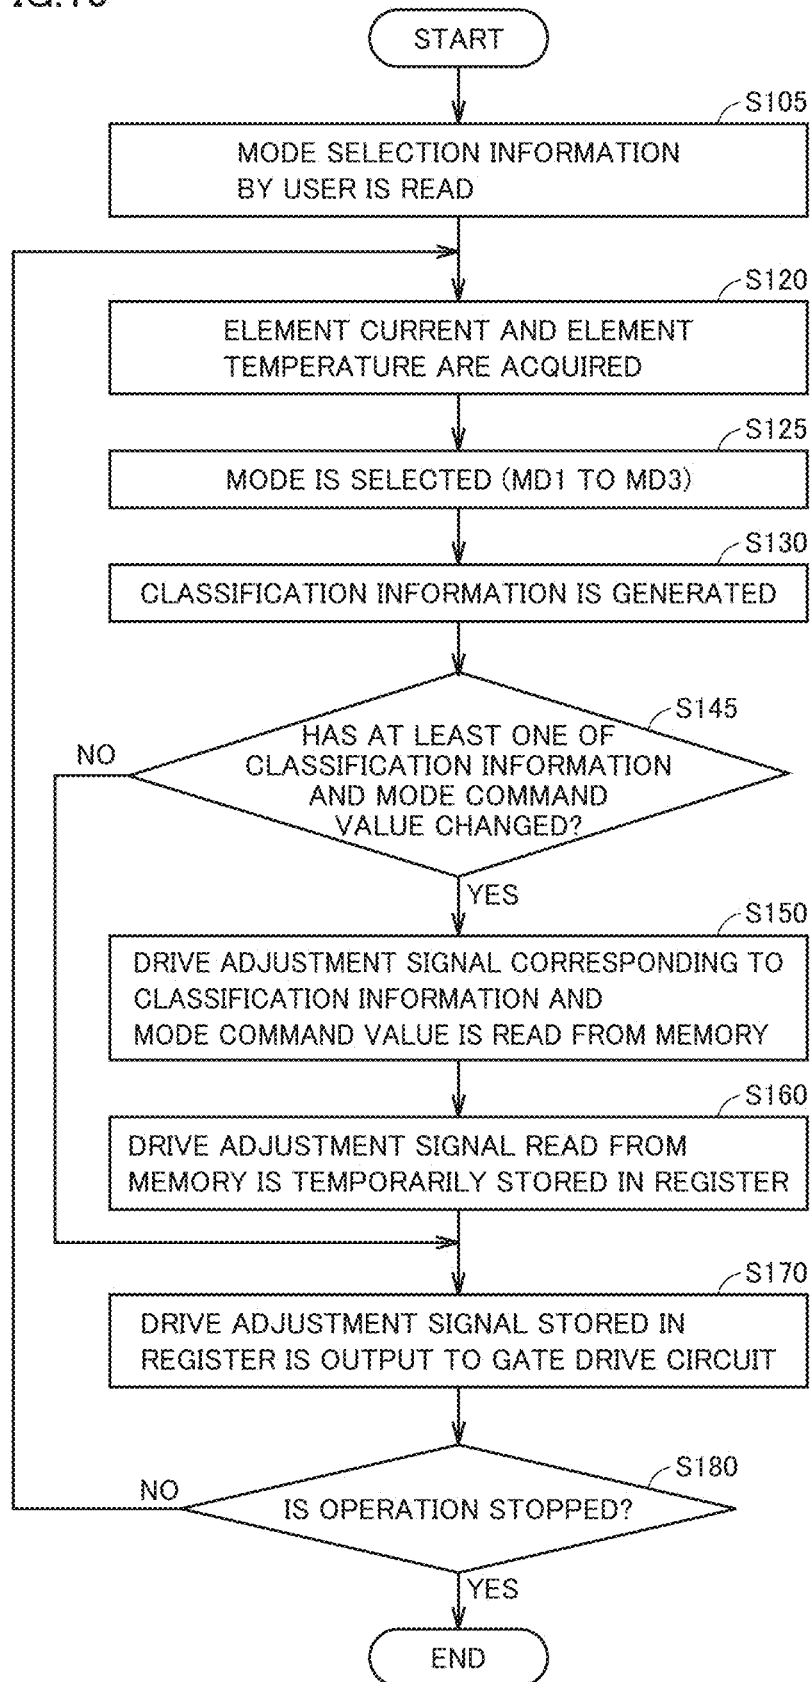 START
S105
MODE SELECTION INFORMATION
BY USER IS READ
S120
ELEMENT CURRENT AND ELEMENT
TEMPERATURE ARE ACQUIRED
S125
MODE IS SELECTED (MD1 TO MD3)
S130
CLASSIFICATION INFORMATION IS GENERATED
S145
HAS AT LEAST ONE OF
CLASSIFICATION INFORMATION
AND MODE COMMAND
VALUE CHANGED?
NO
YES
S150
DRIVE ADJUSTMENT SIGNAL CORRESPONDING TO
CLASSIFICATION INFORMATION AND
MODE COMMAND VALUE IS READ FROM MEMORY
S160
DRIVE ADJUSTMENT SIGNAL READ FROM
MEMORY IS TEMPORARILY STORED IN REGISTER
S170
DRIVE ADJUSTMENT SIGNAL STORED IN
REGISTER IS OUTPUT TO GATE DRIVE CIRCUIT
S180
NO
IS OPERATION STOPPED?
YES
END